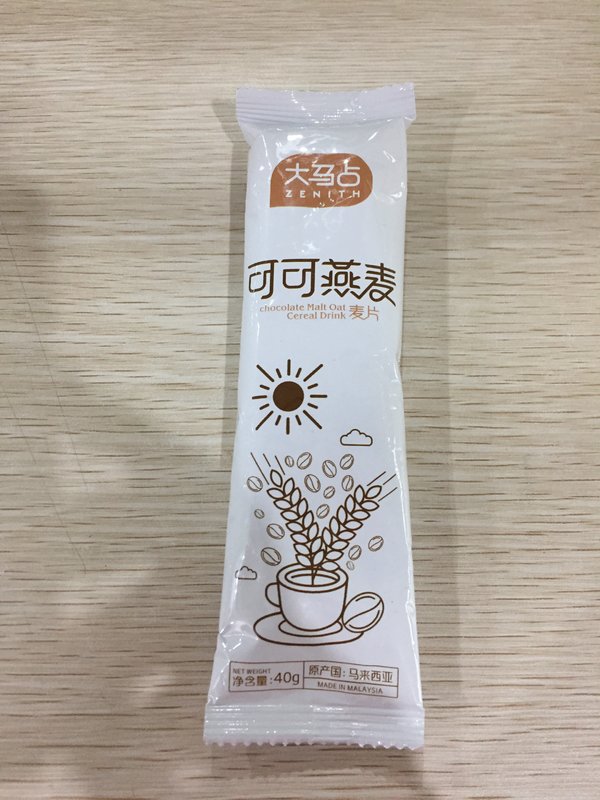 大马占
ZENITH
可可燕麦
chocolate Malt Oat
Cereal Drink 麦片
NET WEIGHT
净含量:40g
原产国:马来西亚
MADE IN MALAYSIA